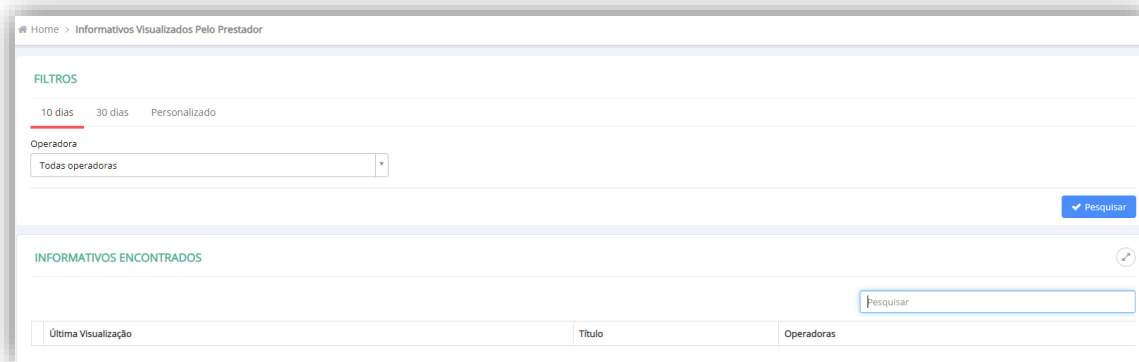 Home > Informativos Visualizados Pelo Prestador
FILTROS
10 dias 30 dias Personalizado
Operadora
Todas operadoras
Pesquisar
INFORMATIVOS ENCONTRADOS
Pesquisar
Última Visualização Título Operadoras